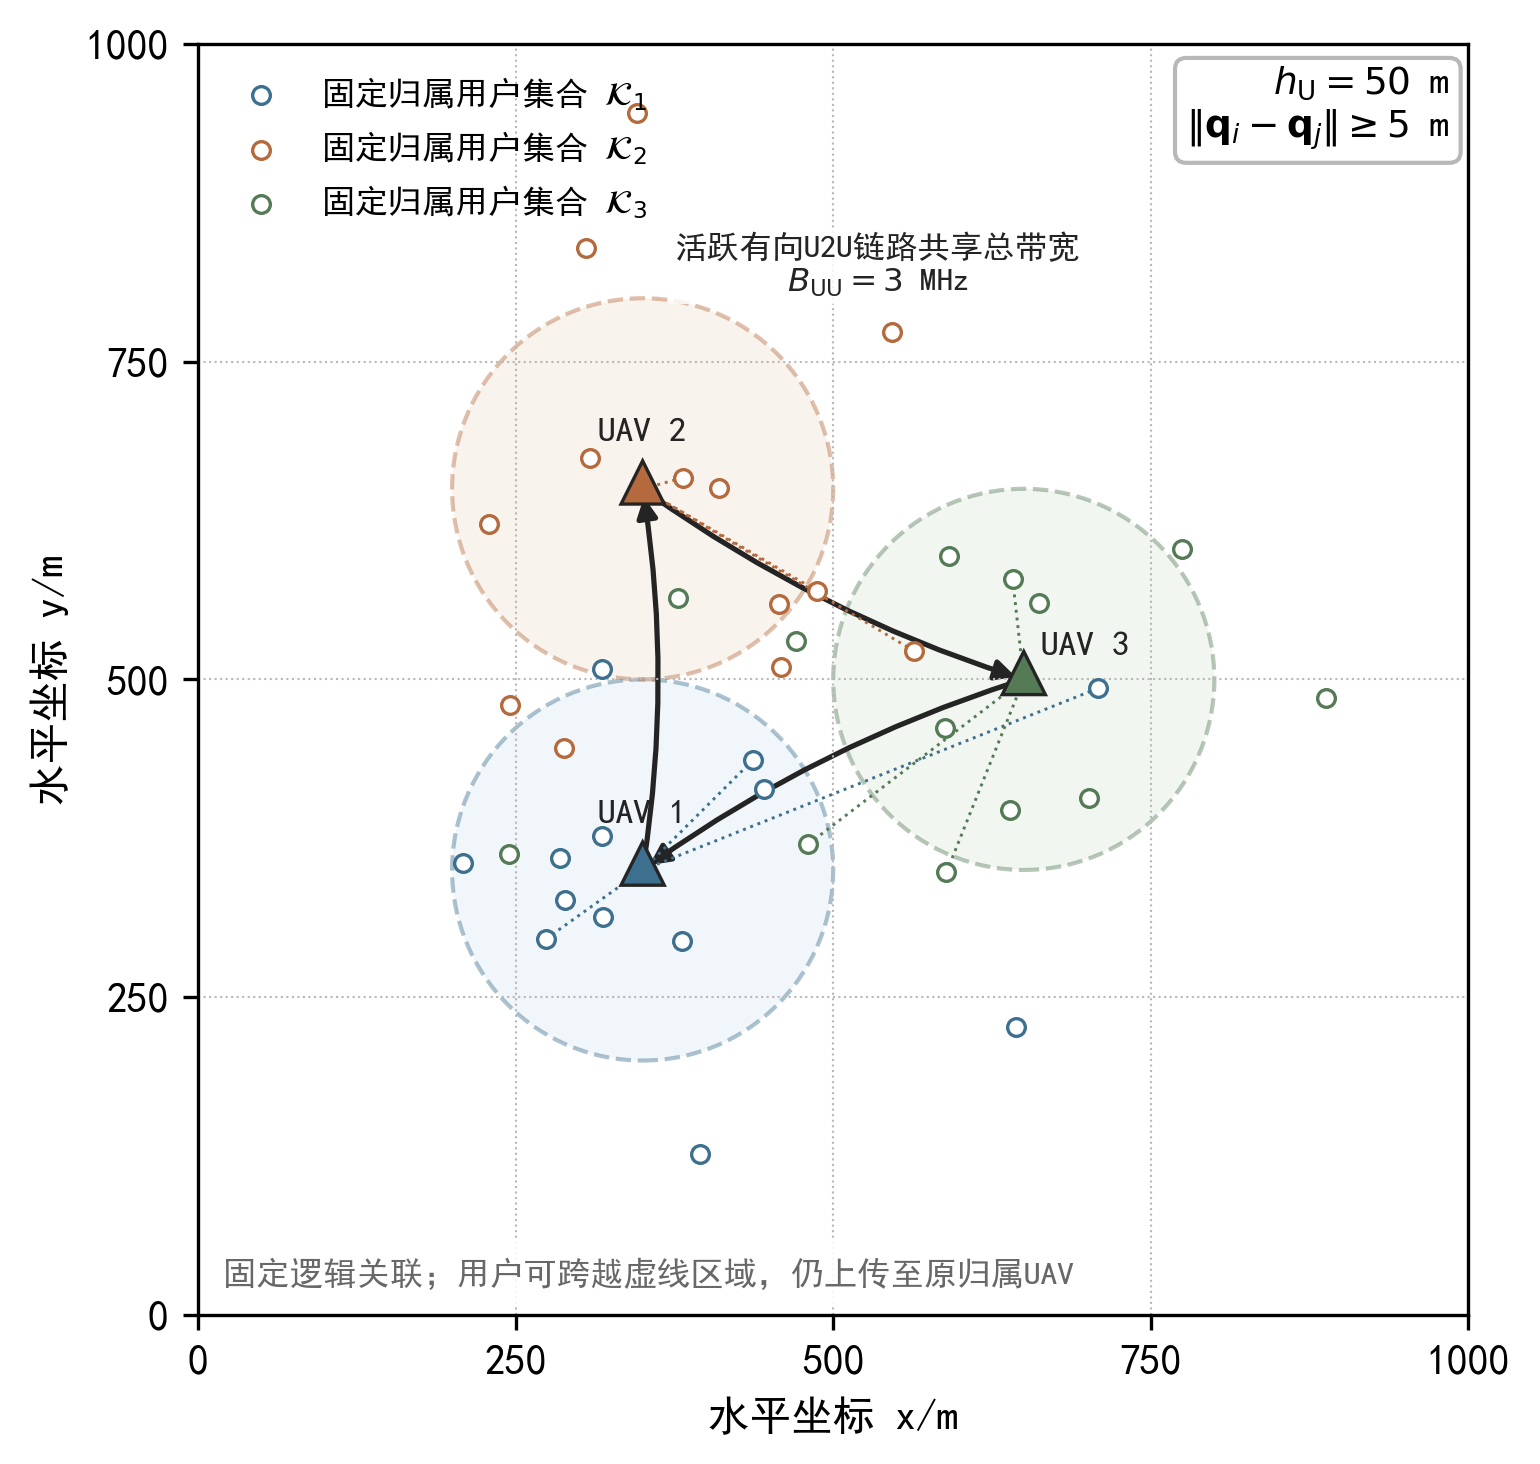 1000
750
500
250
0
0
250
500
750
1000
水平坐标 y/m
水平坐标 x/m
固定归属用户集合 𝒦₁
固定归属用户集合 𝒦₂
固定归属用户集合 𝒦₃
h_U = 50 m
‖q_i − q_j‖ ≥ 5 m
活跃有向U2U链路共享总带宽
B_UU = 3 MHz
UAV 2
UAV 3
UAV 1
固定逻辑关联；用户可跨越虚线区域，仍上传至原归属UAV